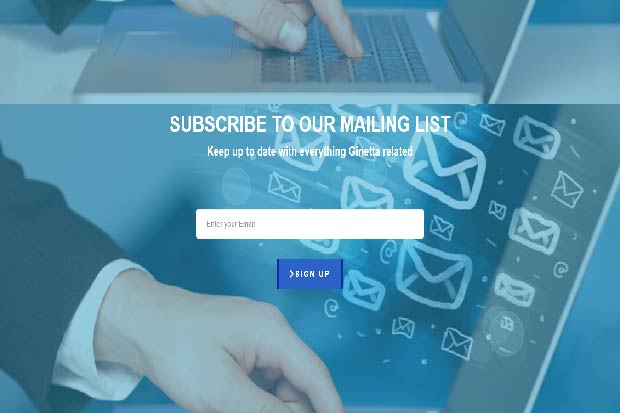 SUBSCRIBE TO OUR MAILING LIST
Keep up to date with everything Ginetta related
Enter your Email
SIGN UP